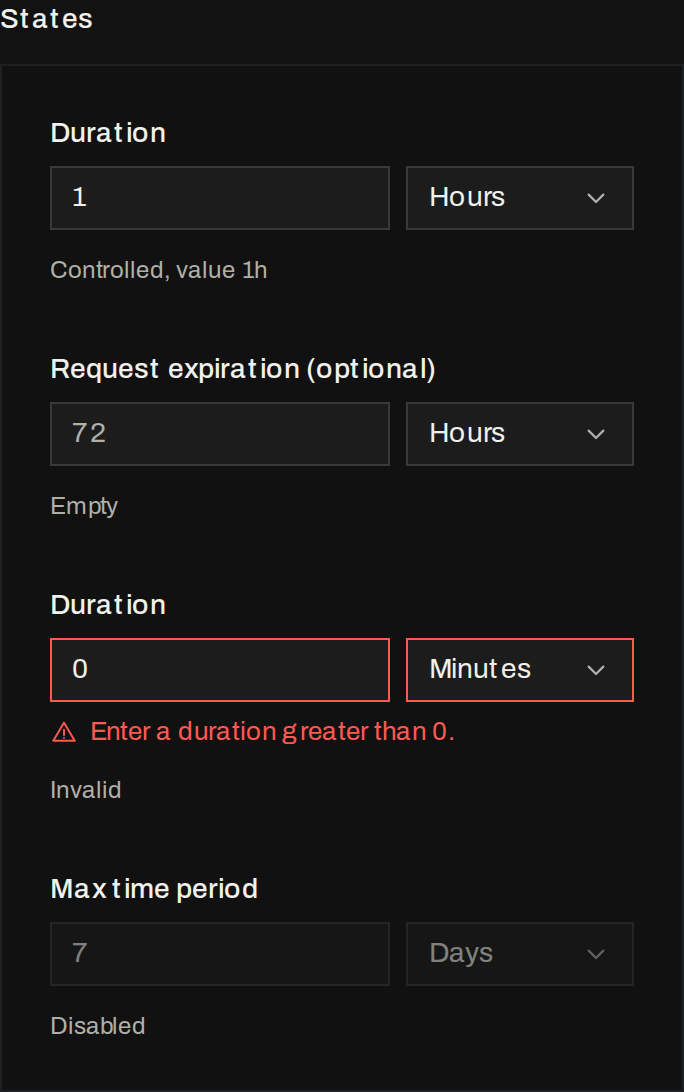 States
Duration
1 Hours
Controlled, value 1h
Request expiration (optional)
72 Hours
Empty
Duration
0 Minutes
Enter a duration greater than 0.
Invalid
Max time period
7 Days
Disabled